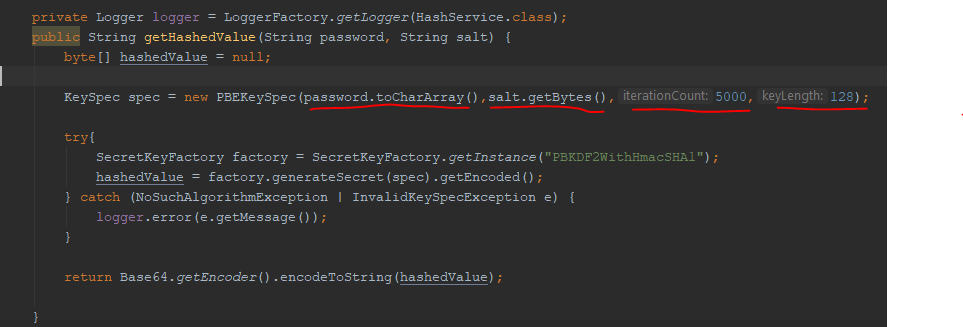 private Logger logger = LoggerFactory.getLogger(HashService.class);
public String getHashedValue(String password, String salt) {
byte[] hashedValue = null;
KeySpec spec = new PBEKeySpec(password.toCharArray(),salt.getBytes(), iterationCount: 5000, keyLength: 128);
try{
SecretKeyFactory factory = SecretKeyFactory.getInstance("PBKDF2WithHmacSHA1");
hashedValue = factory.generateSecret(spec).getEncoded();
} catch (NoSuchAlgorithmException | InvalidKeySpecException e) {
logger.error(e.getMessage());
}
return Base64.getEncoder().encodeToString(hashedValue);
}